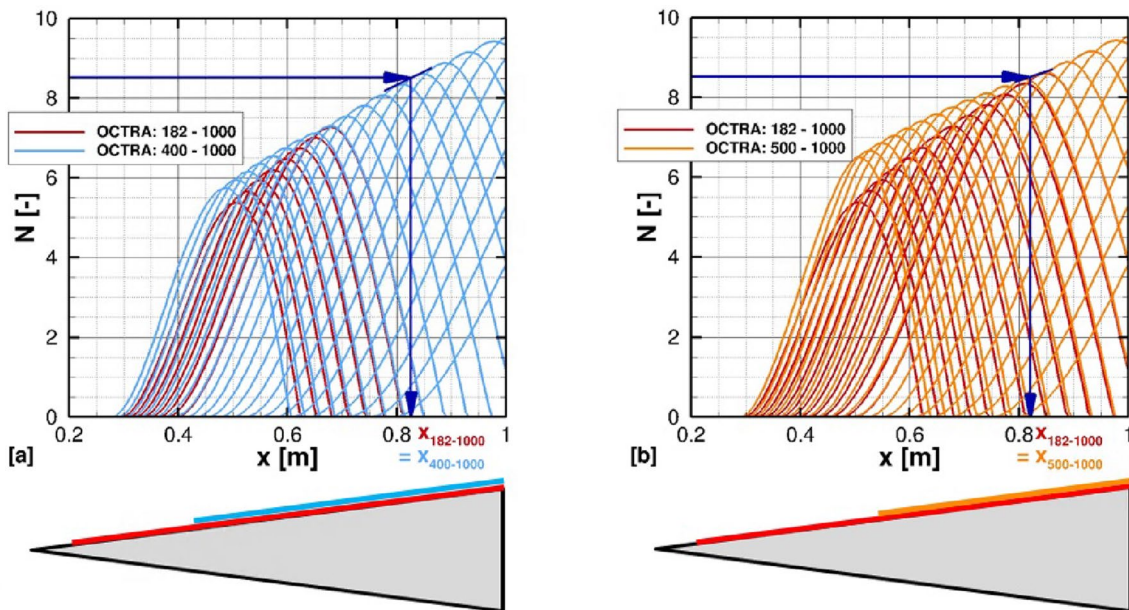 10
8
6
4
2
0
N [-]
OCTRA: 182 - 1000
OCTRA: 400 - 1000
0.2 0.4 0.6 0.8 1
x [m]
x182-1000
= x400-1000
[a]
10
8
6
4
2
0
N [-]
OCTRA: 182 - 1000
OCTRA: 500 - 1000
0.2 0.4 0.6 0.8 1
x [m]
x182-1000
= x500-1000
[b]